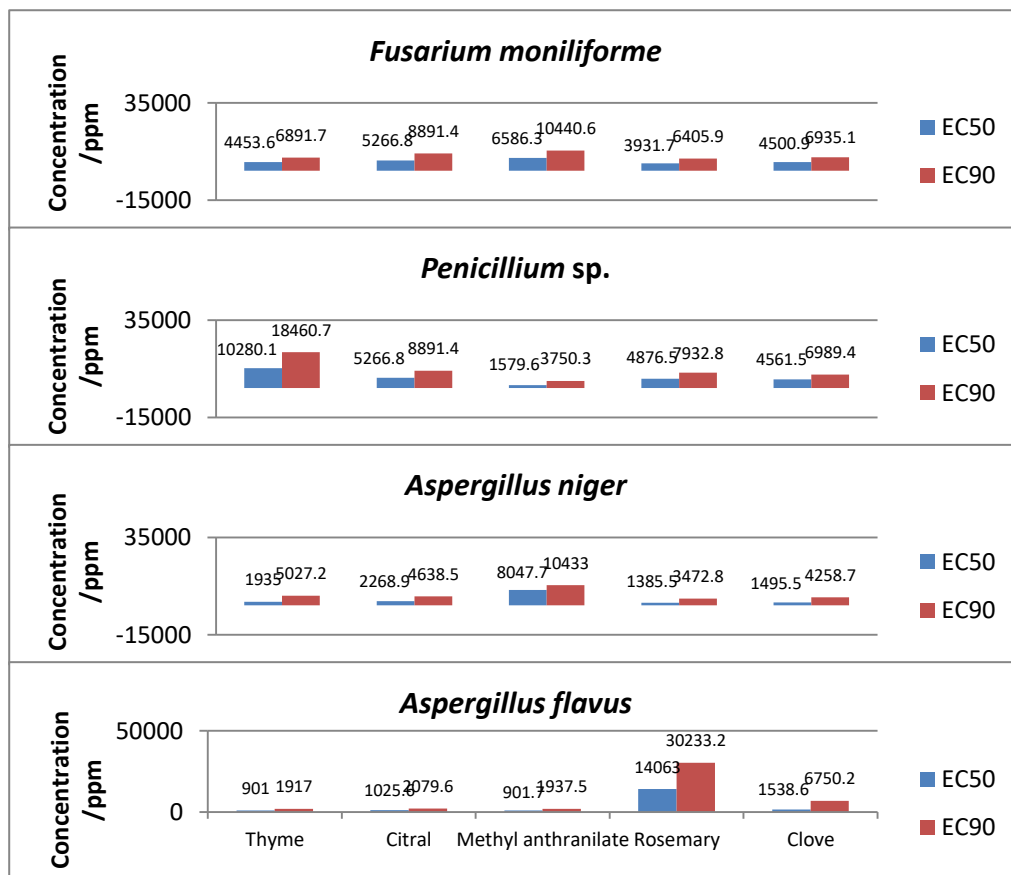 Fusarium moniliforme
Concentration
/ppm
35000
-15000
4453.6 6891.7 5266.8 8891.4 6586.3 10440.6 3931.7 6405.9 4500.9 6935.1
EC50
EC90
Penicillium sp.
Concentration
/ppm
35000
-15000
10280.1 18460.7 5266.8 8891.4 1579.6 3750.3 4876.5 7932.8 4561.5 6989.4
EC50
EC90
Aspergillus niger
Concentration
/ppm
35000
-15000
1935 5027.2 2268.9 4638.5 8047.7 10433 1385.5 3472.8 1495.5 4258.7
EC50
EC90
Aspergillus flavus
Concentration
/ppm
50000
0
901 1917 1025.6 2079.6 901.7 1937.5 14063 30233.2 1538.6 6750.2
EC50
EC90
Thyme Citral Methyl anthranilate Rosemary Clove